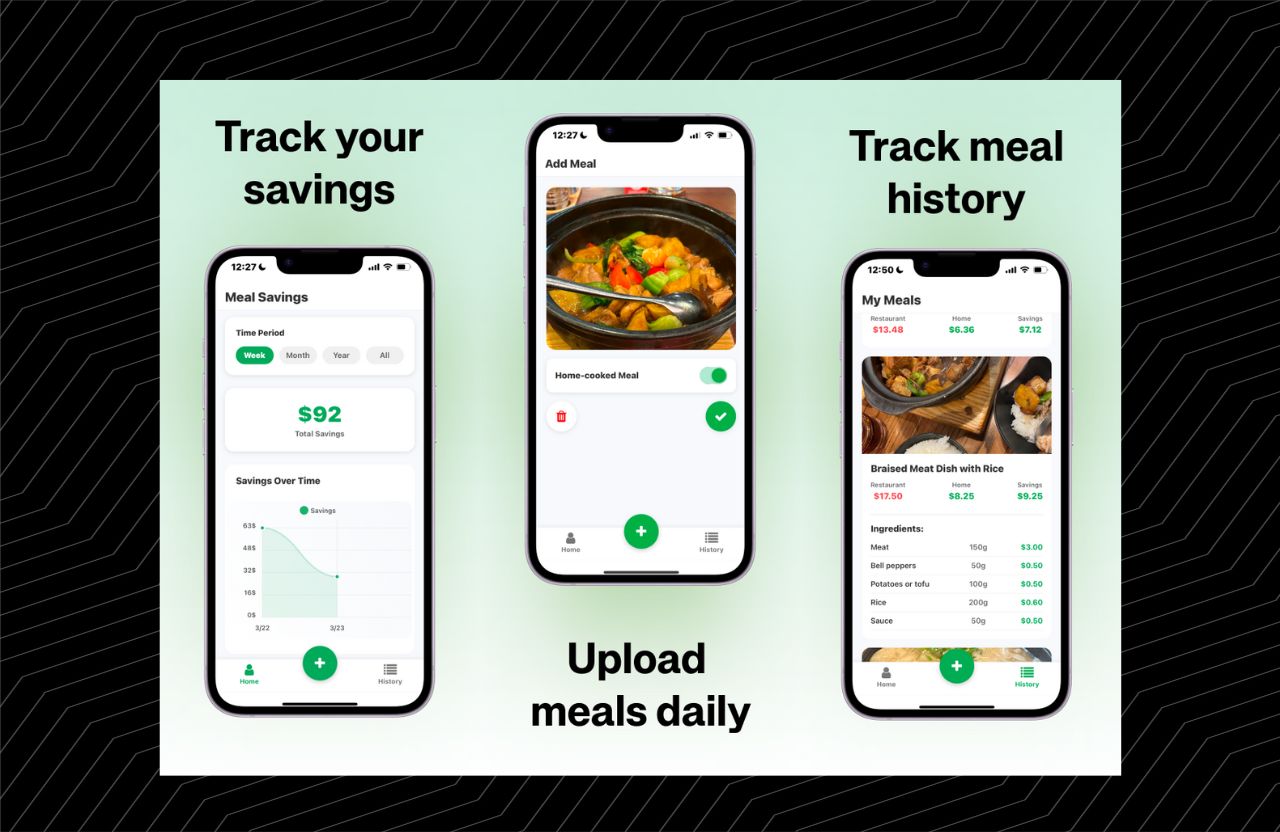 Track your
savings
12:27
Meal Savings
Time Period
Week Month Year All
$92
Total Savings
Savings Over Time
Savings
63$
48$
32$
16$
0$
3/22 3/23
Home + History
12:27
Add Meal
Home-cooked Meal
Home + History
Upload
meals daily
Track meal
history
12:50
My Meals
Restaurant Home Savings
$13.48 $6.36 $7.12
Braised Meat Dish with Rice
Restaurant Home Savings
$17.50 $8.25 $9.25
Ingredients:
Meat 150g $3.00
Bell peppers 50g $0.50
Potatoes or tofu 100g $0.50
Rice 200g $0.60
Sauce 50g $0.50
Home + History